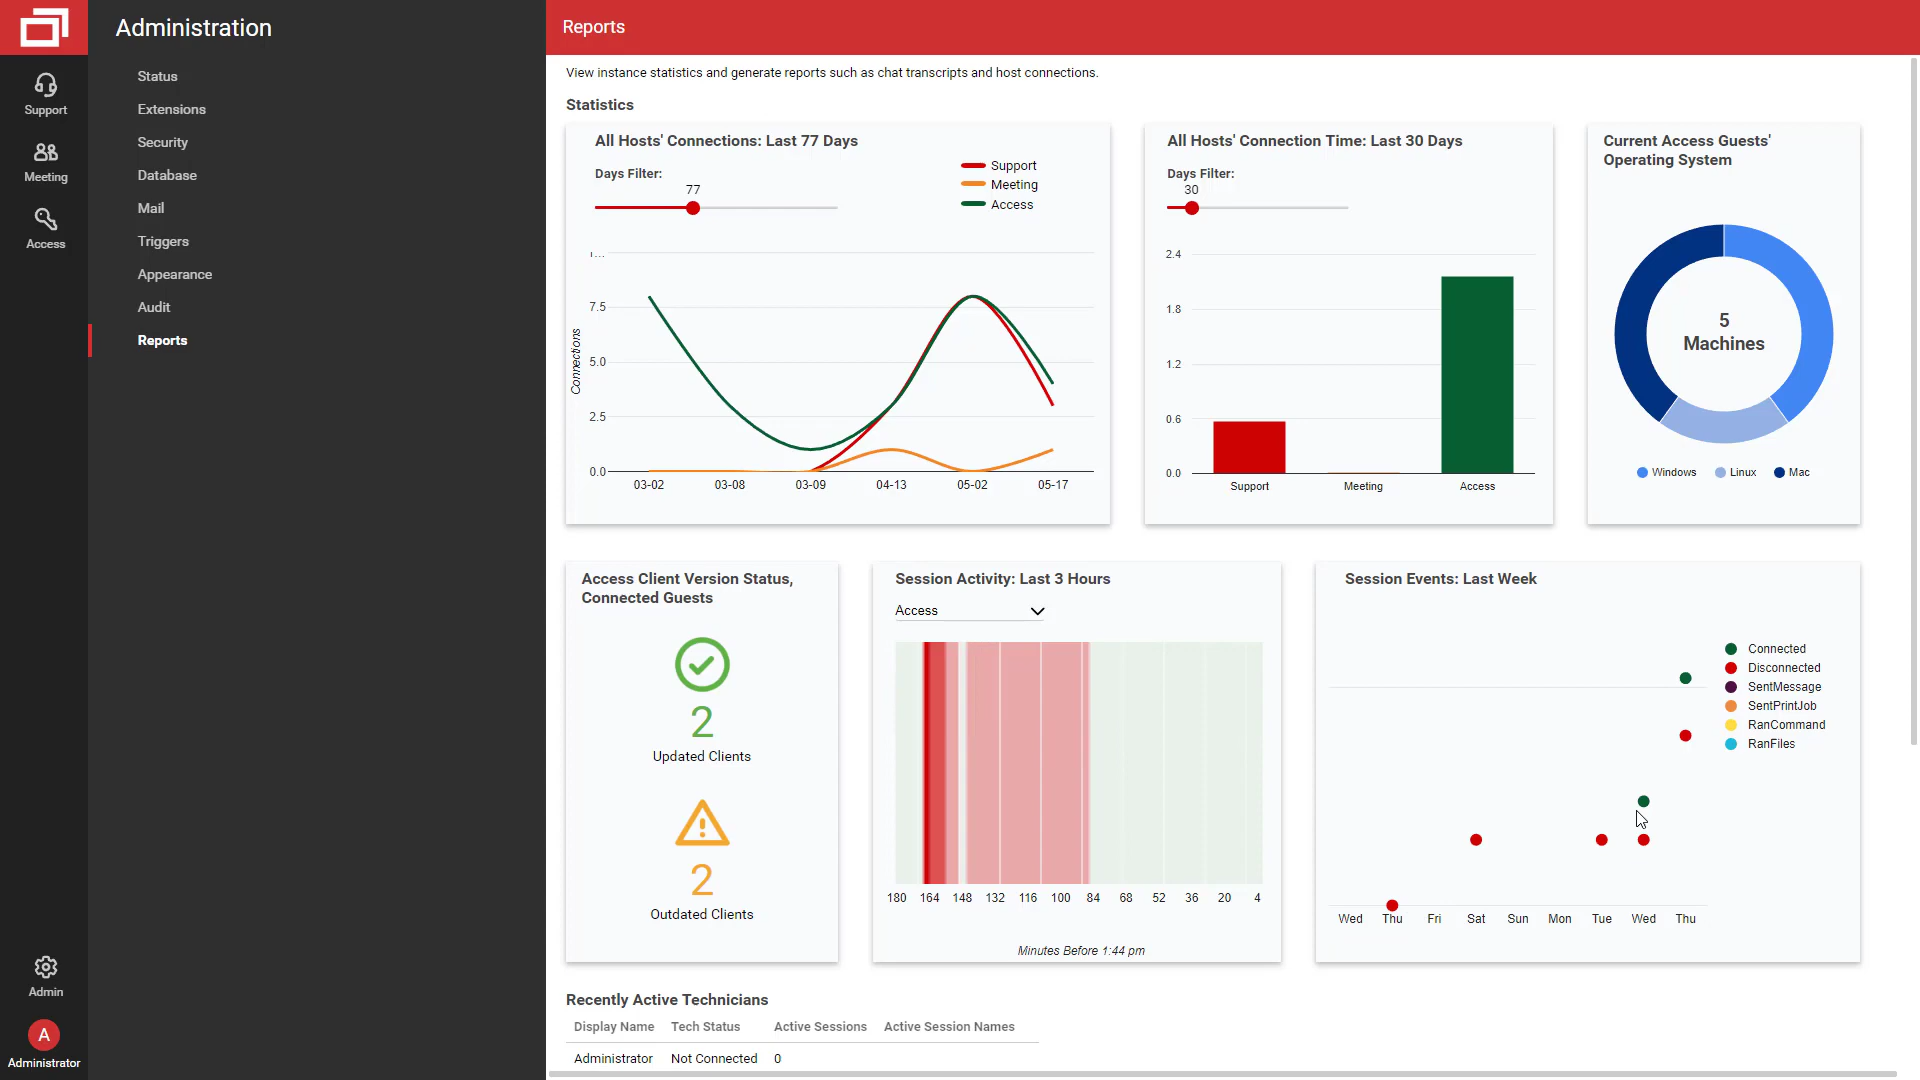 Administration
Reports
Support
Meeting
Access
Status
Extensions
Security
Database
Mail
Triggers
Appearance
Audit
Reports
Admin
A
Administrator
View instance statistics and generate reports such as chat transcripts and host connections.
Statistics
All Hosts' Connections: Last 77 Days
Days Filter:
77
Support
Meeting
Access
1...
7.5
5.0
2.5
0.0
Connections
03-02 03-08 03-09 04-13 05-02 05-17
All Hosts' Connection Time: Last 30 Days
Days Filter:
30
2.4
1.8
1.2
0.6
0.0
Support Meeting Access
Current Access Guests'
Operating System
5
Machines
Windows Linux Mac
Access Client Version Status,
Connected Guests
2
Updated Clients
2
Outdated Clients
Session Activity: Last 3 Hours
Access
180 164 148 132 116 100 84 68 52 36 20 4
Minutes Before 1:44 pm
Session Events: Last Week
Connected
Disconnected
SentMessage
SentPrintJob
RanCommand
RanFiles
Wed Thu Fri Sat Sun Mon Tue Wed Thu
Recently Active Technicians
Display Name Tech Status Active Sessions Active Session Names
Administrator Not Connected 0